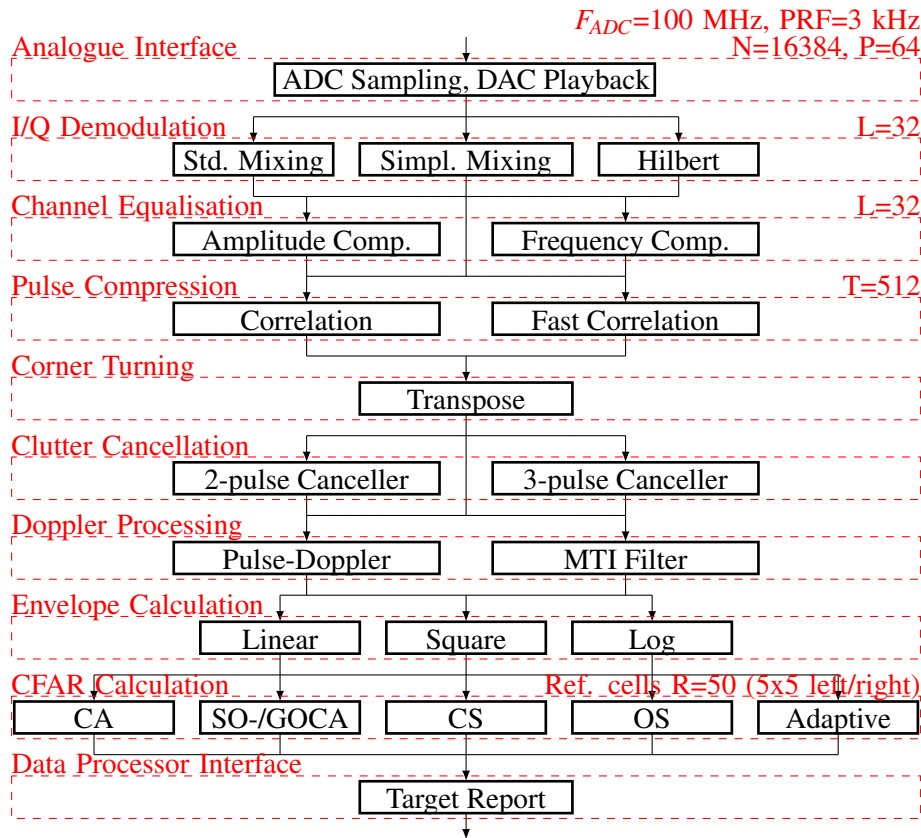 F_ADC=100 MHz, PRF=3 kHz
Analogue Interface N=16384, P=64
ADC Sampling, DAC Playback
I/Q Demodulation L=32
Std. Mixing Simpl. Mixing Hilbert
Channel Equalisation L=32
Amplitude Comp. Frequency Comp.
Pulse Compression T=512
Correlation Fast Correlation
Corner Turning
Transpose
Clutter Cancellation
2-pulse Canceller 3-pulse Canceller
Doppler Processing
Pulse-Doppler MTI Filter
Envelope Calculation
Linear Square Log
CFAR Calculation Ref. cells R=50 (5x5 left/right)
CA SO-/GOCA CS OS Adaptive
Data Processor Interface
Target Report